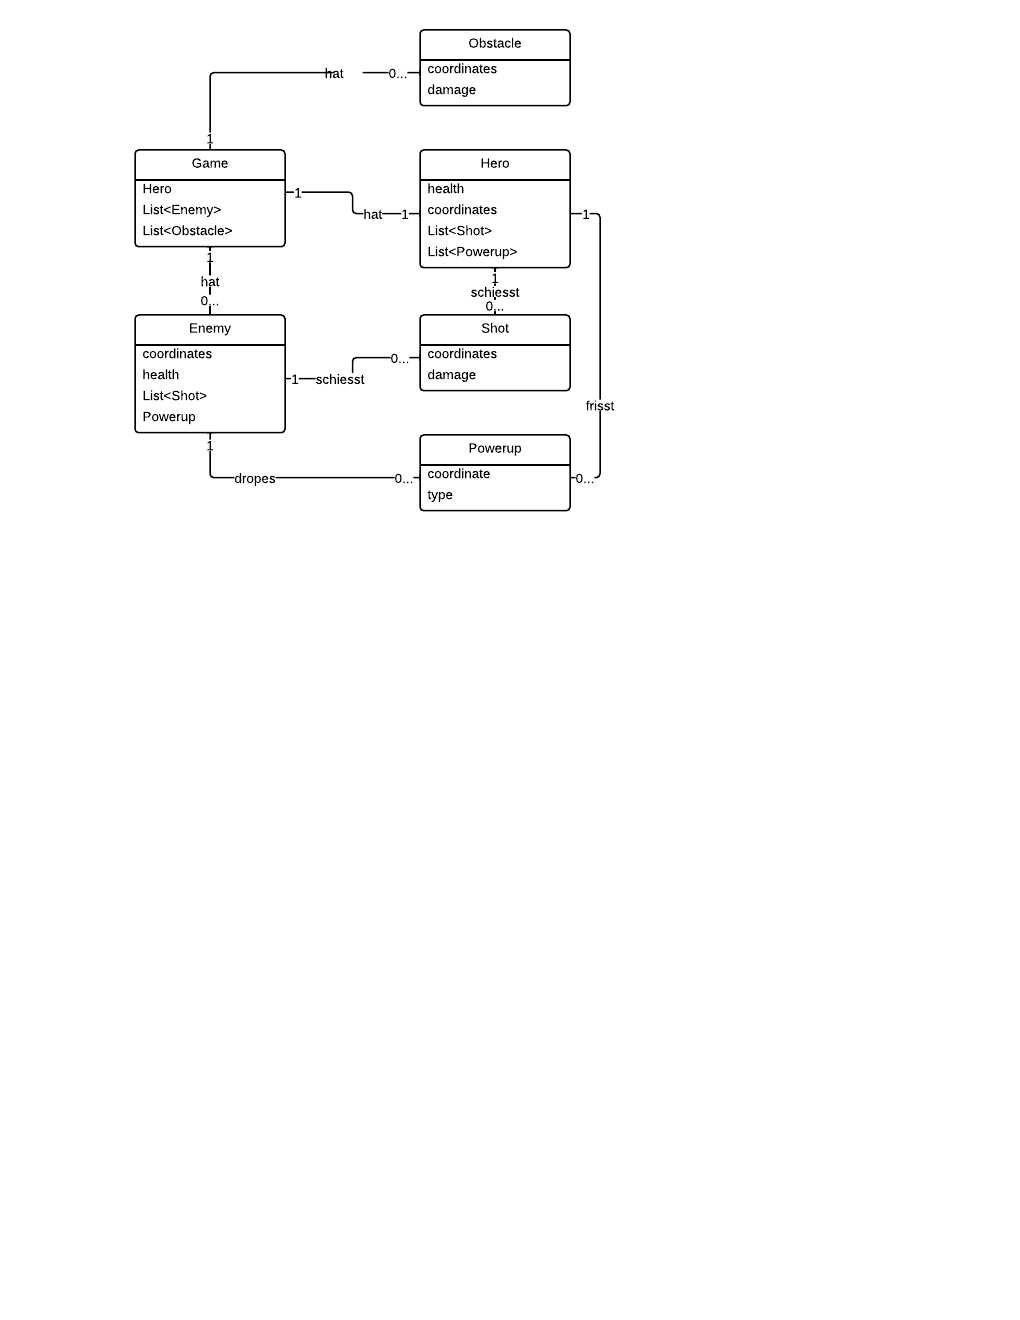 Obstacle
coordinates
damage
hat
0...
1
Game
Hero
List<Enemy>
List<Obstacle>
1
hat
1
Hero
health
coordinates
List<Shot>
List<Powerup>
1
1
hat
0...
1
schiesst
0...
Enemy
coordinates
health
List<Shot>
Powerup
1
schiesst
0...
Shot
coordinates
damage
frisst
1
dropes
0...
Powerup
coordinate
type
0...